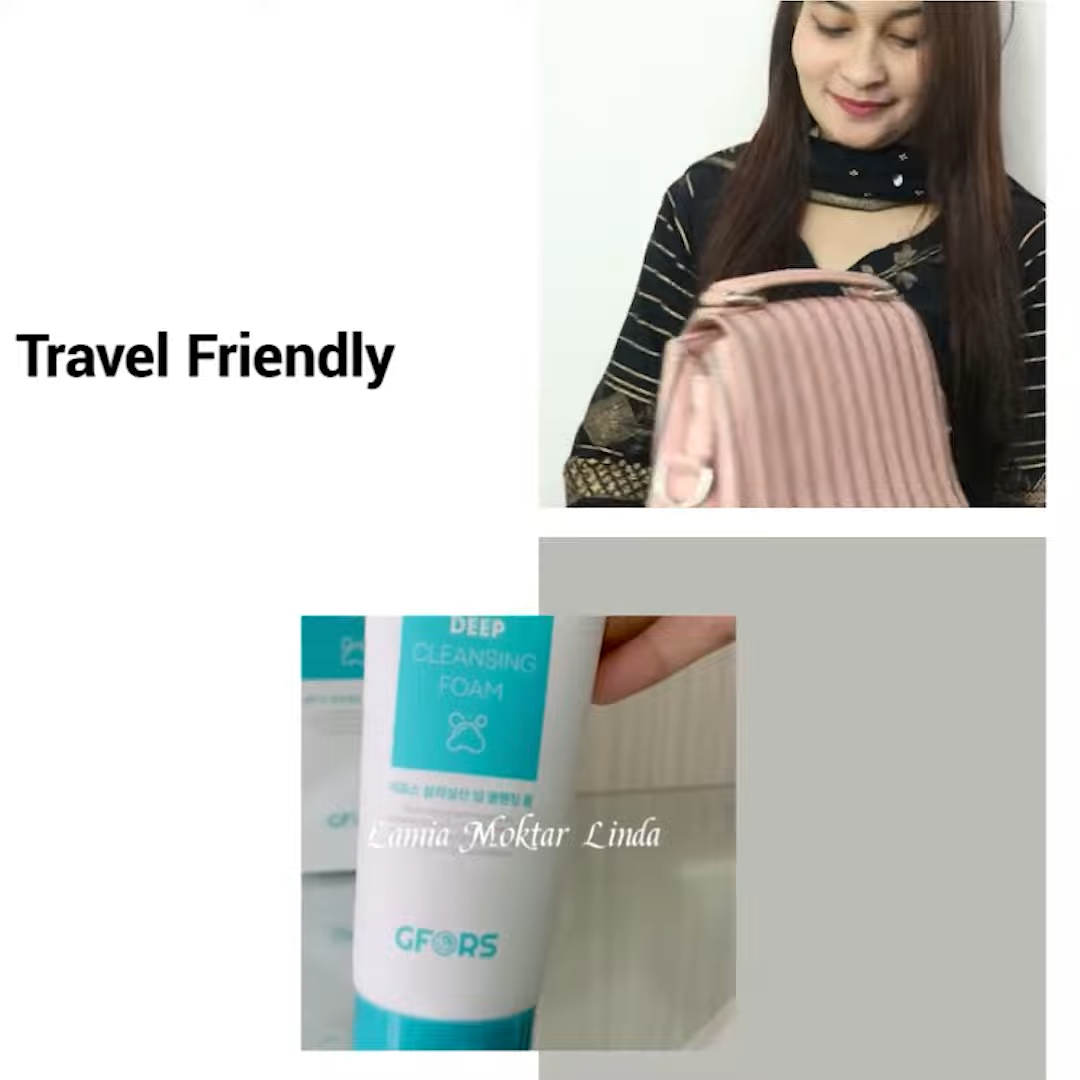 Travel Friendly
DEEP
CLEANSING
FOAM
Lamia Moktar Linda
GFORS